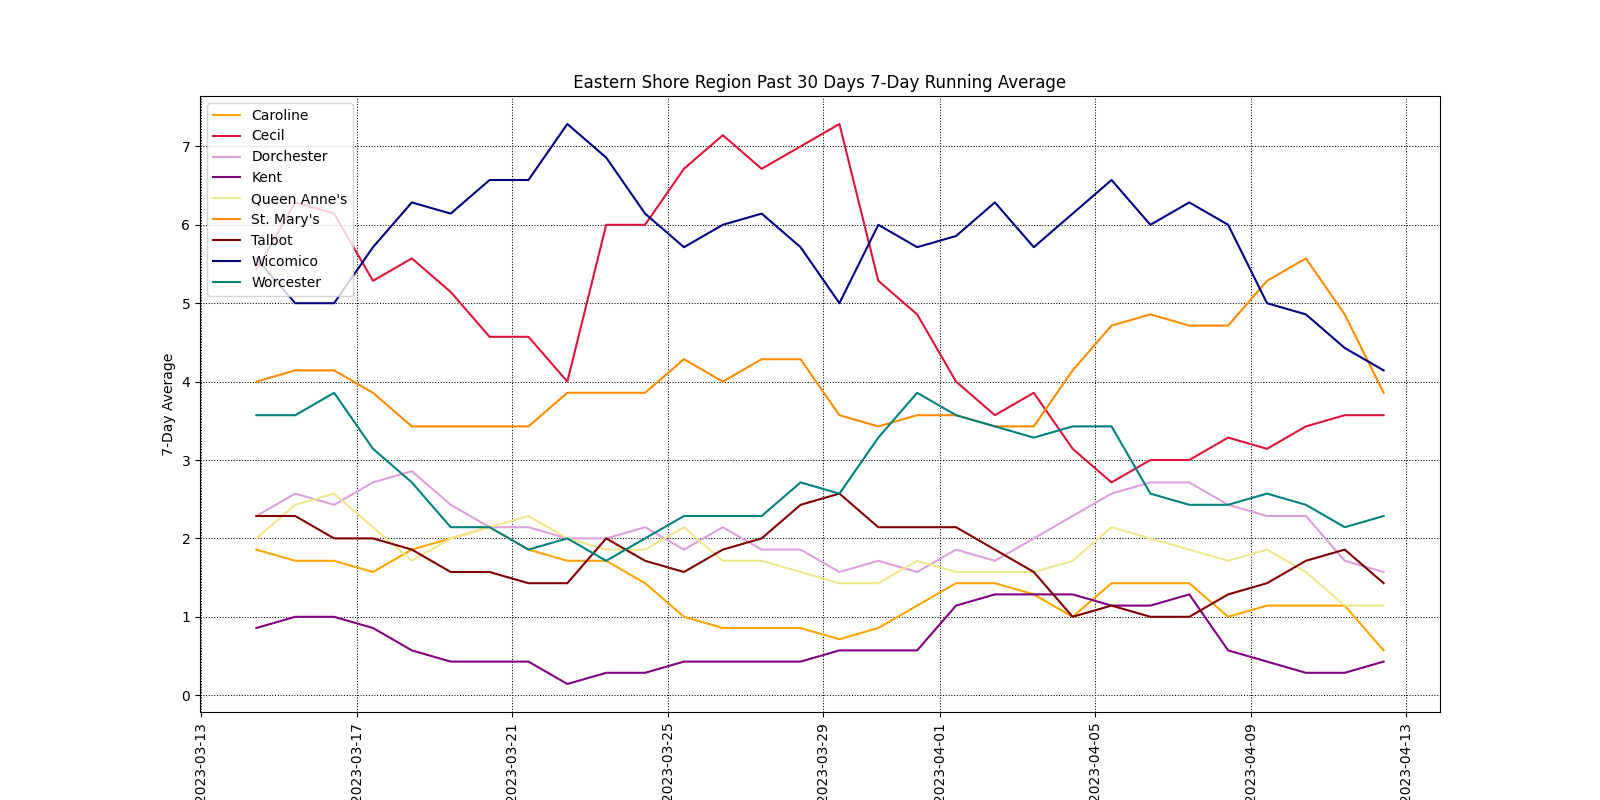 Eastern Shore Region Past 30 Days 7-Day Running Average
Caroline
Cecil
Dorchester
Kent
Queen Anne's
St. Mary's
Talbot
Wicomico
Worcester
7-Day Average
7
6
5
4
3
2
1
0
2023-03-13
2023-03-17
2023-03-21
2023-03-25
2023-03-29
2023-04-01
2023-04-05
2023-04-09
2023-04-13